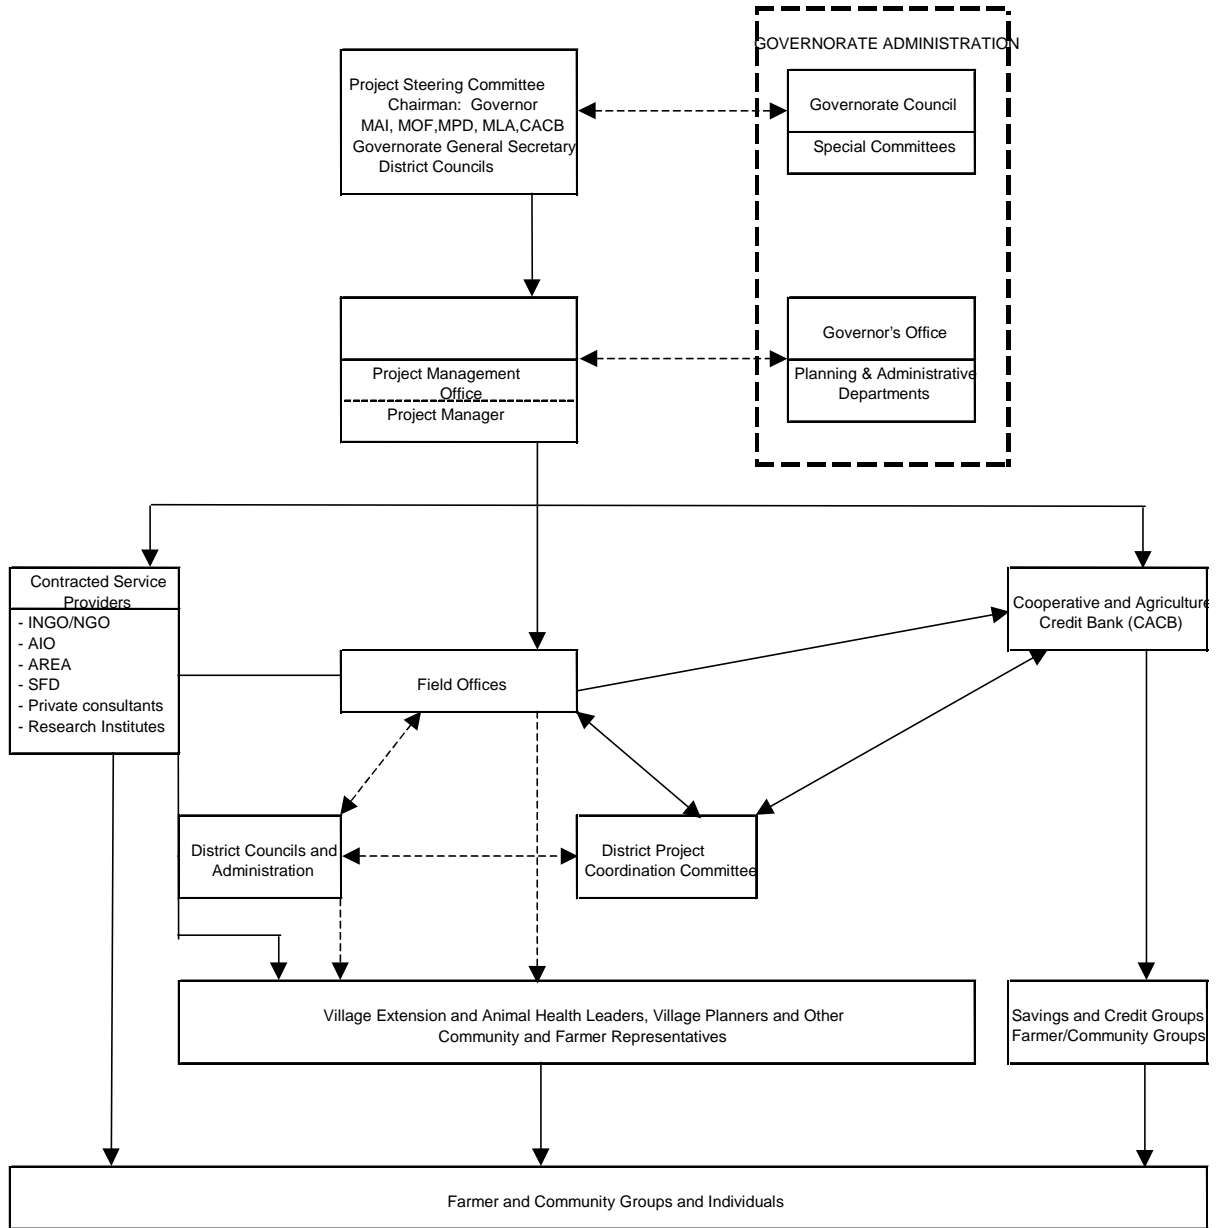 GOVERNORATE ADMINISTRATION
Project Steering Committee
Chairman: Governor
MAI, MOF,MPD, MLA,CACB
Governorate General Secretary
District Councils
Governorate Council
Special Committees
Project Management
Office
Project Manager
Governor's Office
Planning & Administrative
Departments
Contracted Service
Providers
- INGO/NGO
- AIO
- AREA
- SFD
- Private consultants
- Research Institutes
Field Offices
Cooperative and Agriculture
Credit Bank (CACB)
District Councils and
Administration
District Project
Coordination Committee
Village Extension and Animal Health Leaders, Village Planners and Other
Community and Farmer Representatives
Savings and Credit Groups
Farmer/Community Groups
Farmer and Community Groups and Individuals